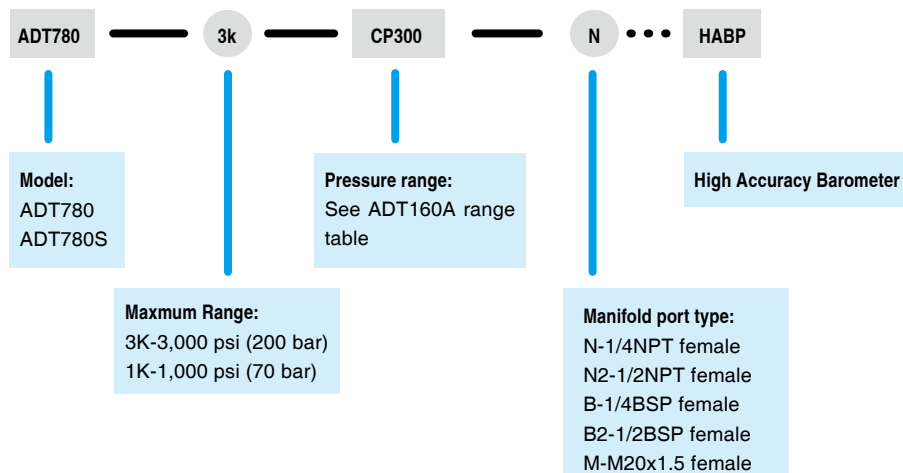 ADT780
3k
CP300
N
HABP
Model:
ADT780
ADT780S
Pressure range:
See ADT160A range
table
High Accuracy Barometer
Maxmum Range:
3K-3,000 psi (200 bar)
1K-1,000 psi (70 bar)
Manifold port type:
N-1/4NPT female
N2-1/2NPT female
B-1/4BSP female
B2-1/2BSP female
M-M20x1.5 female